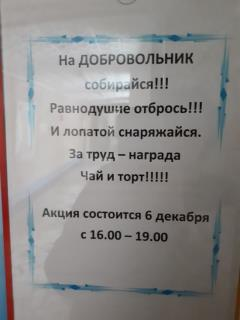 На ДОБРОВОЛЬНИК
собирайся!!!
Равнодушие отбрось!!!
И лопатой снаряжайся.
За труд – награда
Чай и торт!!!!!
Акция состоится 6 декабря
с 16.00 – 19.00